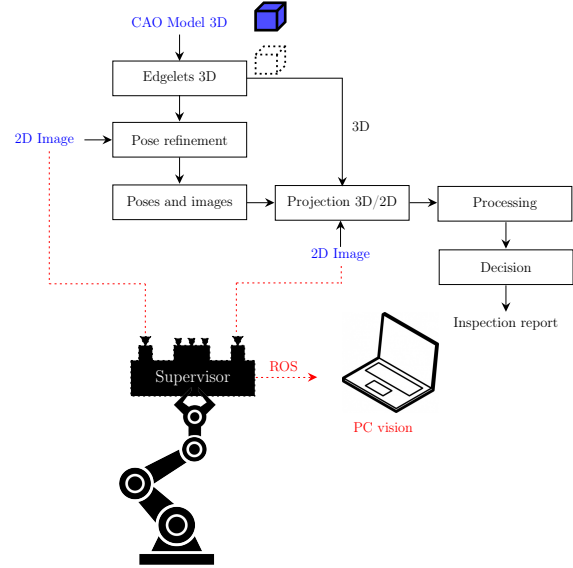 CAO Model 3D
Edgelets 3D
3D
2D Image
Pose refinement
Poses and images
Projection 3D/2D
Processing
2D Image
Decision
Inspection report
Supervisor
ROS
PC vision